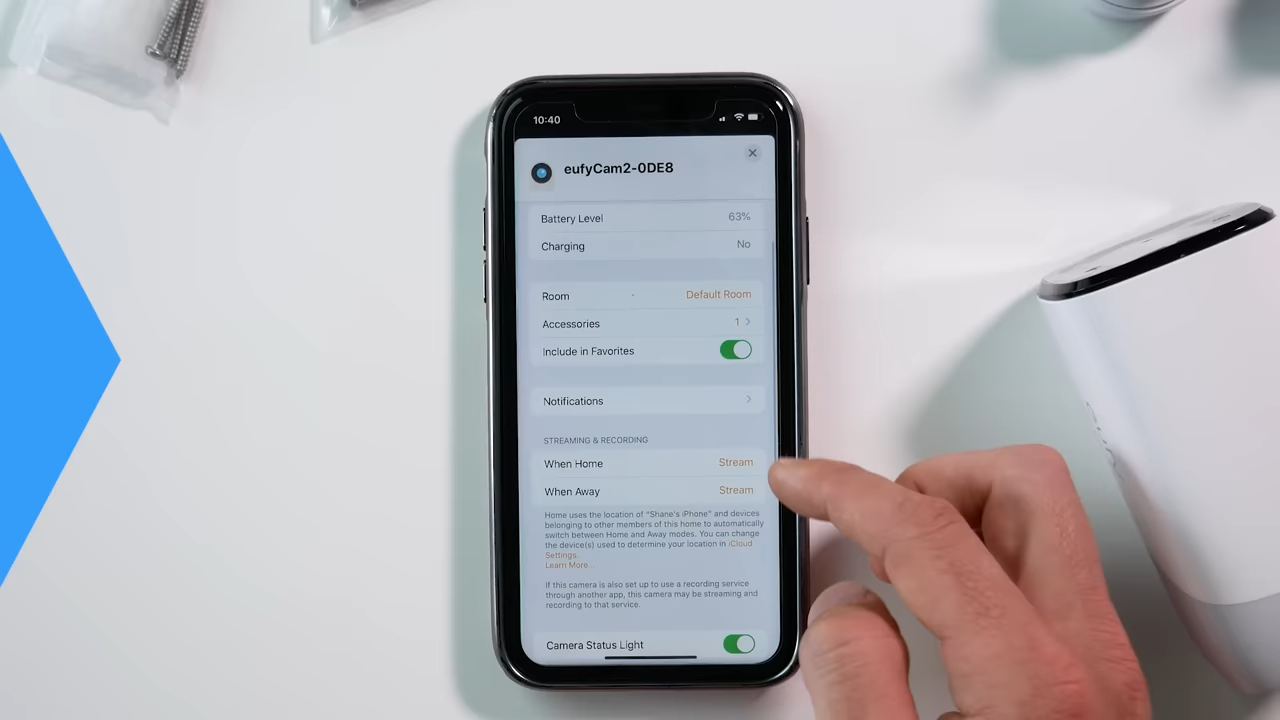 10:40
eufyCam2-0DE8
Battery Level 63%
Charging No
Room Default Room
Accessories 1
Include in Favorites
Notifications
STREAMING & RECORDING
When Home Stream
When Away Stream
Home uses the location of "Shane's iPhone" and devices
belonging to other members of this home to automatically
switch between Home and Away modes. You can change
the device(s) used to determine your location in iCloud
Settings.
Learn More...
If this camera is also set up to use a recording service
through another app, this camera may be streaming and
recording to that service.
Camera Status Light